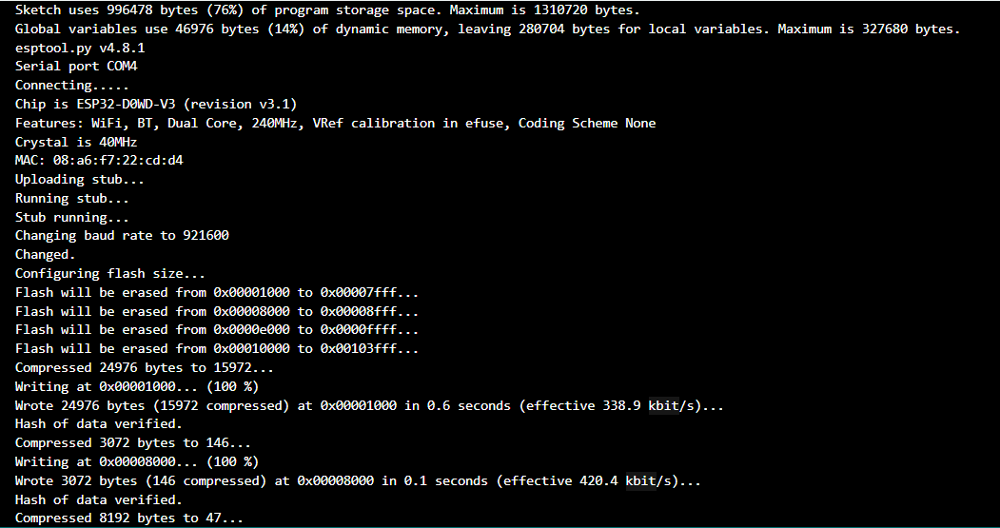 Sketch uses 996478 bytes (76%) of program storage space. Maximum is 1310720 bytes.
Global variables use 46976 bytes (14%) of dynamic memory, leaving 280704 bytes for local variables. Maximum is 327680 bytes.
esptool.py v4.8.1
Serial port COM4
Connecting.....
Chip is ESP32-D0WD-V3 (revision v3.1)
Features: WiFi, BT, Dual Core, 240MHz, VRef calibration in efuse, Coding Scheme None
Crystal is 40MHz
MAC: 08:a6:f7:22:cd:d4
Uploading stub...
Running stub...
Stub running...
Changing baud rate to 921600
Changed.
Configuring flash size...
Flash will be erased from 0x00001000 to 0x00007fff...
Flash will be erased from 0x00008000 to 0x00008fff...
Flash will be erased from 0x0000e000 to 0x0000ffff...
Flash will be erased from 0x00010000 to 0x00103fff...
Compressed 24976 bytes to 15972...
Writing at 0x00001000... (100 %)
Wrote 24976 bytes (15972 compressed) at 0x00001000 in 0.6 seconds (effective 338.9 kbit/s)...
Hash of data verified.
Compressed 3072 bytes to 146...
Writing at 0x00008000... (100 %)
Wrote 3072 bytes (146 compressed) at 0x00008000 in 0.1 seconds (effective 420.4 kbit/s)...
Hash of data verified.
Compressed 8192 bytes to 47...